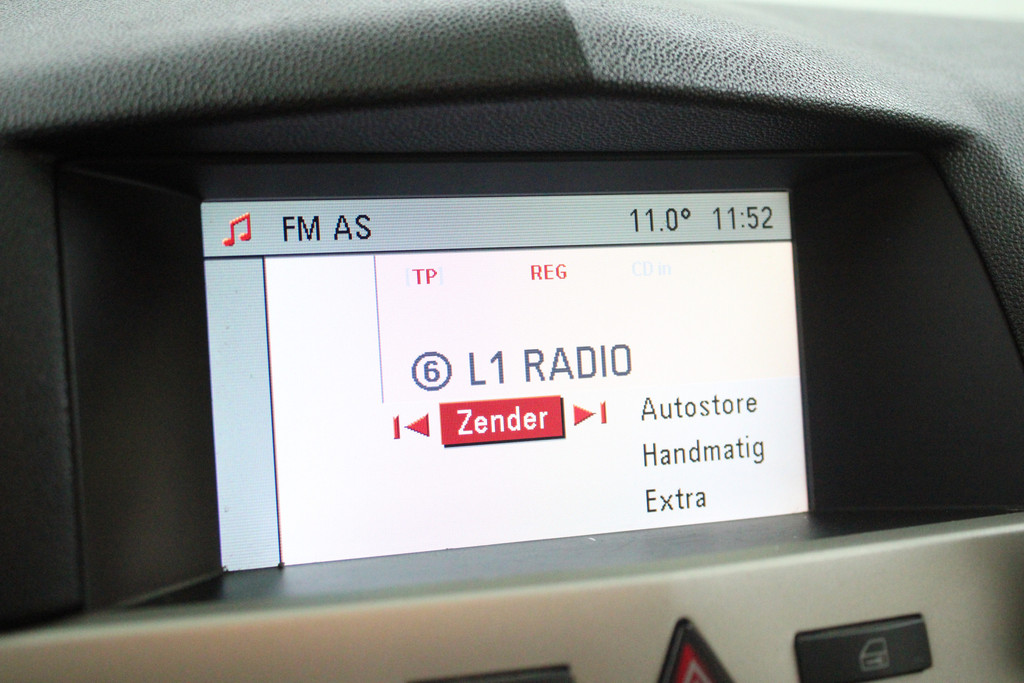 FM AS 11.0° 11:52
[TP] REG CD in
⑥ L1 RADIO
Zender
Autostore
Handmatig
Extra